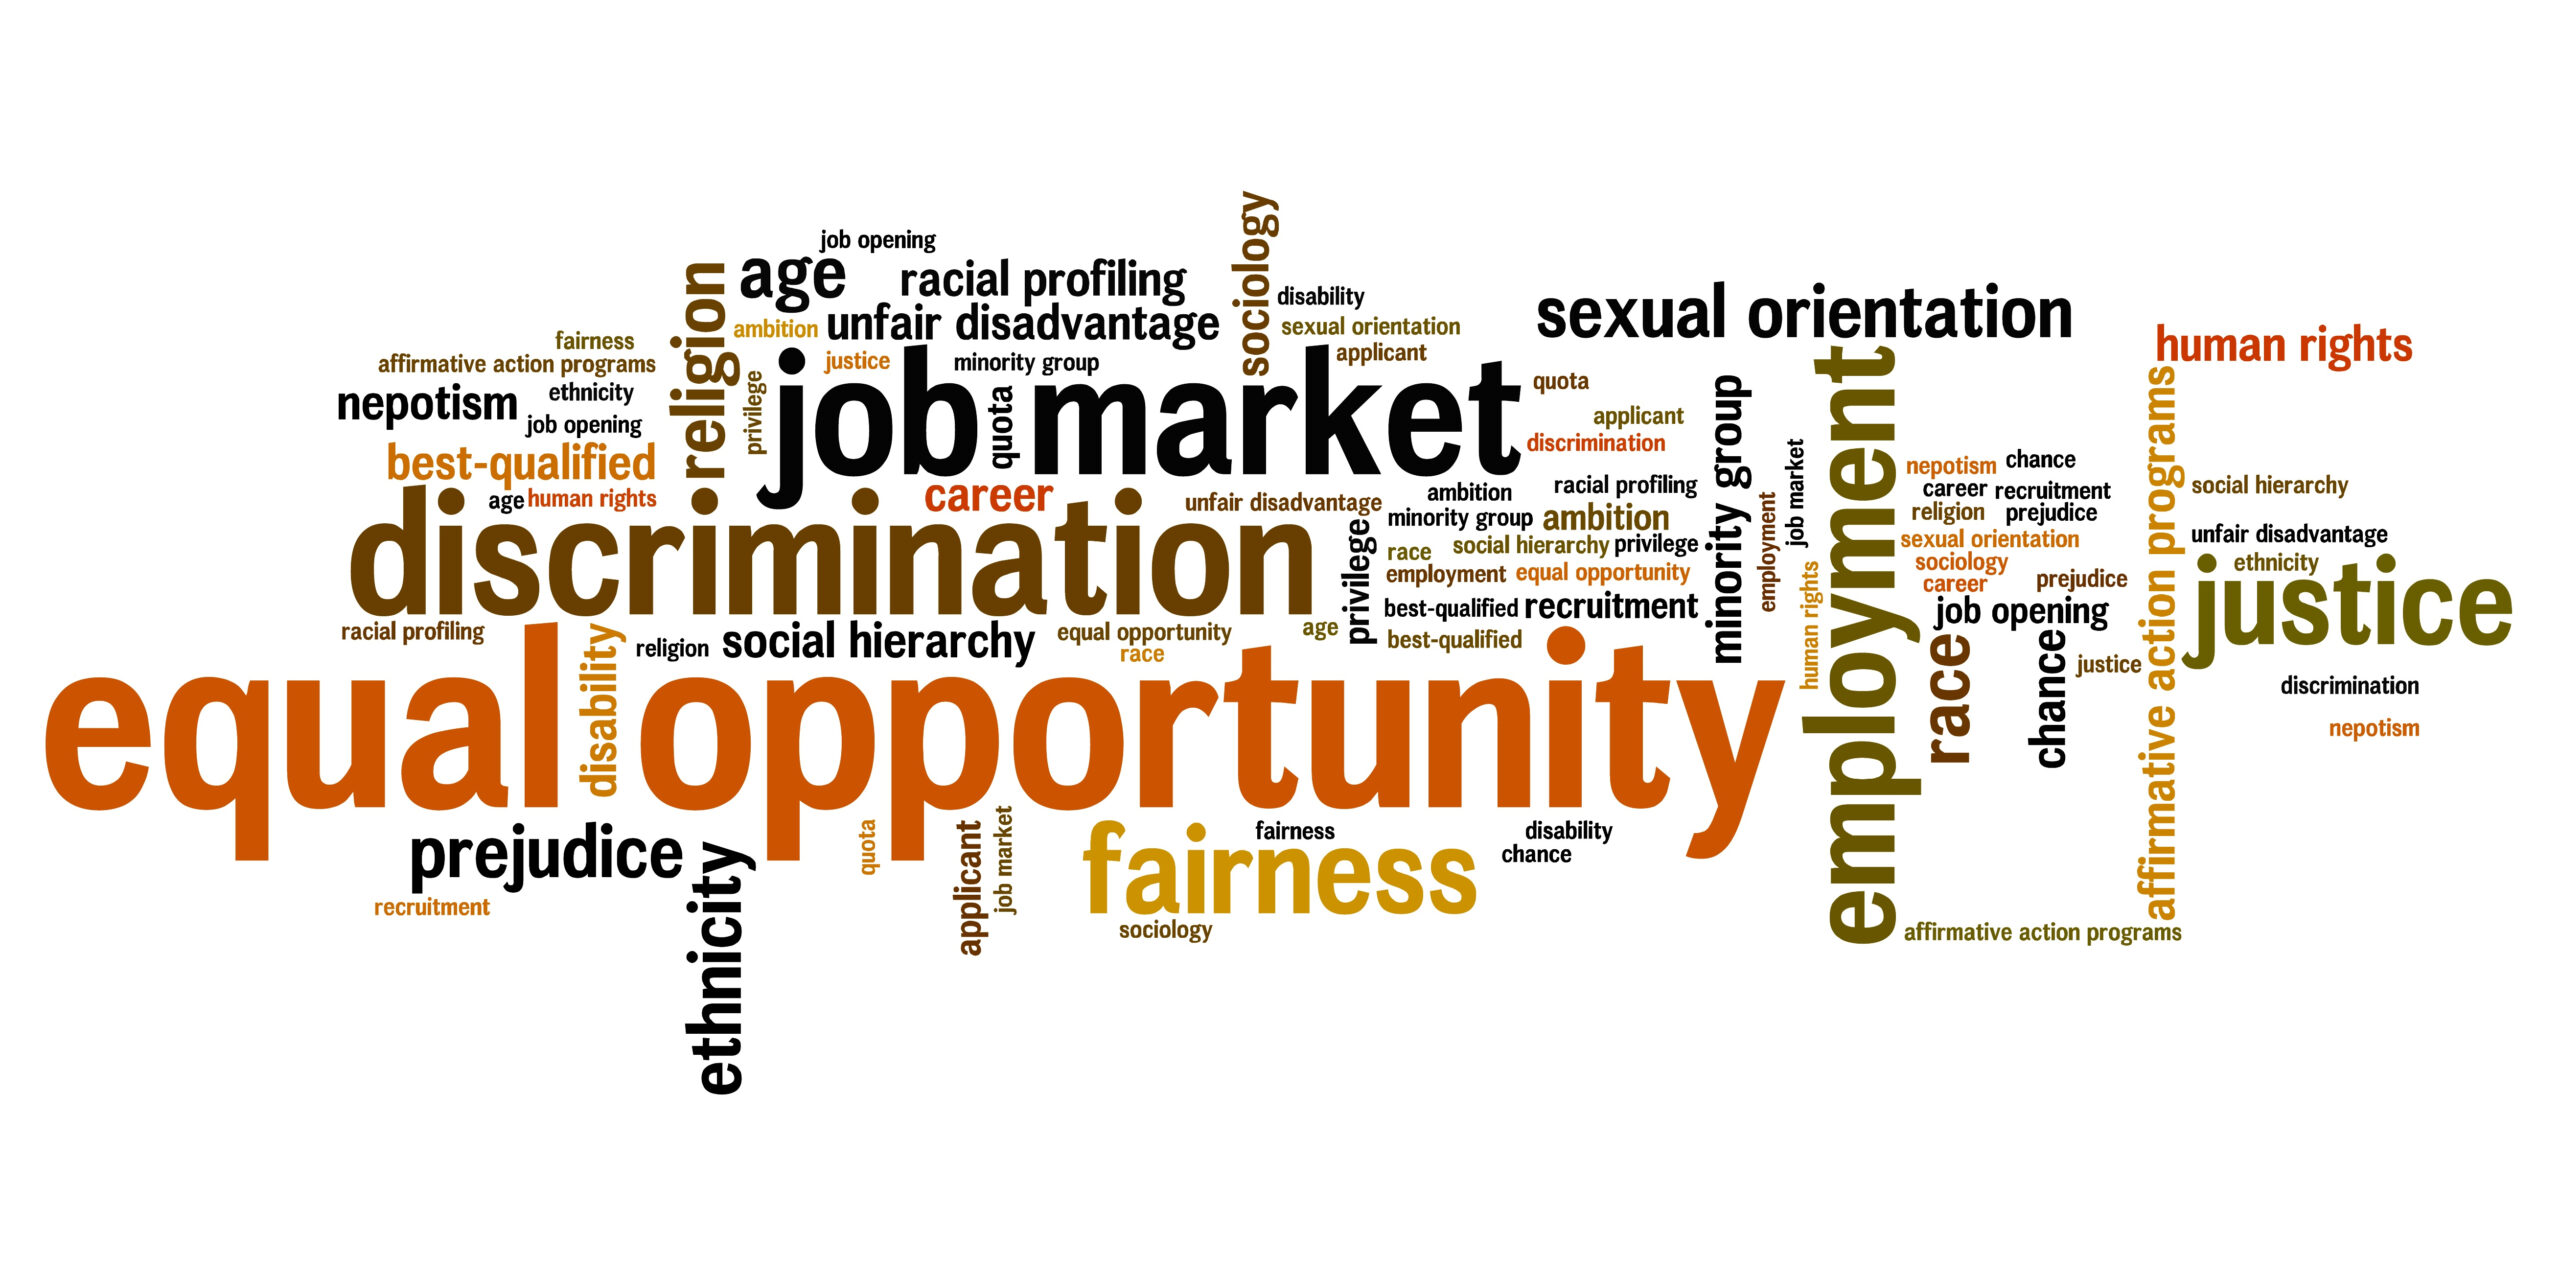 sociology
job opening
age
racial profiling
religion
disability
sexual orientation
ambition
unfair disadvantage
sexual orientation
human rights
fairness
justice
minority group
applicant
affirmative action programs
privilege
job market
quota
quota
nepotism
ethnicity
job opening
applicant
discrimination
minority group
employment
affirmative action programs
best-qualified
career
age
human rights
discrimination
unfair disadvantage
ambition
racial profiling
minority group
ambition
privilege
race
social hierarchy
privilege
employment
equal opportunity
best-qualified
recruitment
best-qualified
age
job market
employment
human rights
nepotism
chance
career
recruitment
religion
prejudice
sexual orientation
sociology
career
prejudice
job opening
race
chance
justice
social hierarchy
unfair disadvantage
ethnicity
justice
discrimination
nepotism
racial profiling
disability
religion
social hierarchy
equal opportunity
race
equal opportunity
prejudice
recruitment
ethnicity
quota
applicant
job market
fairness
fairness
sociology
disability
chance
affirmative action programs